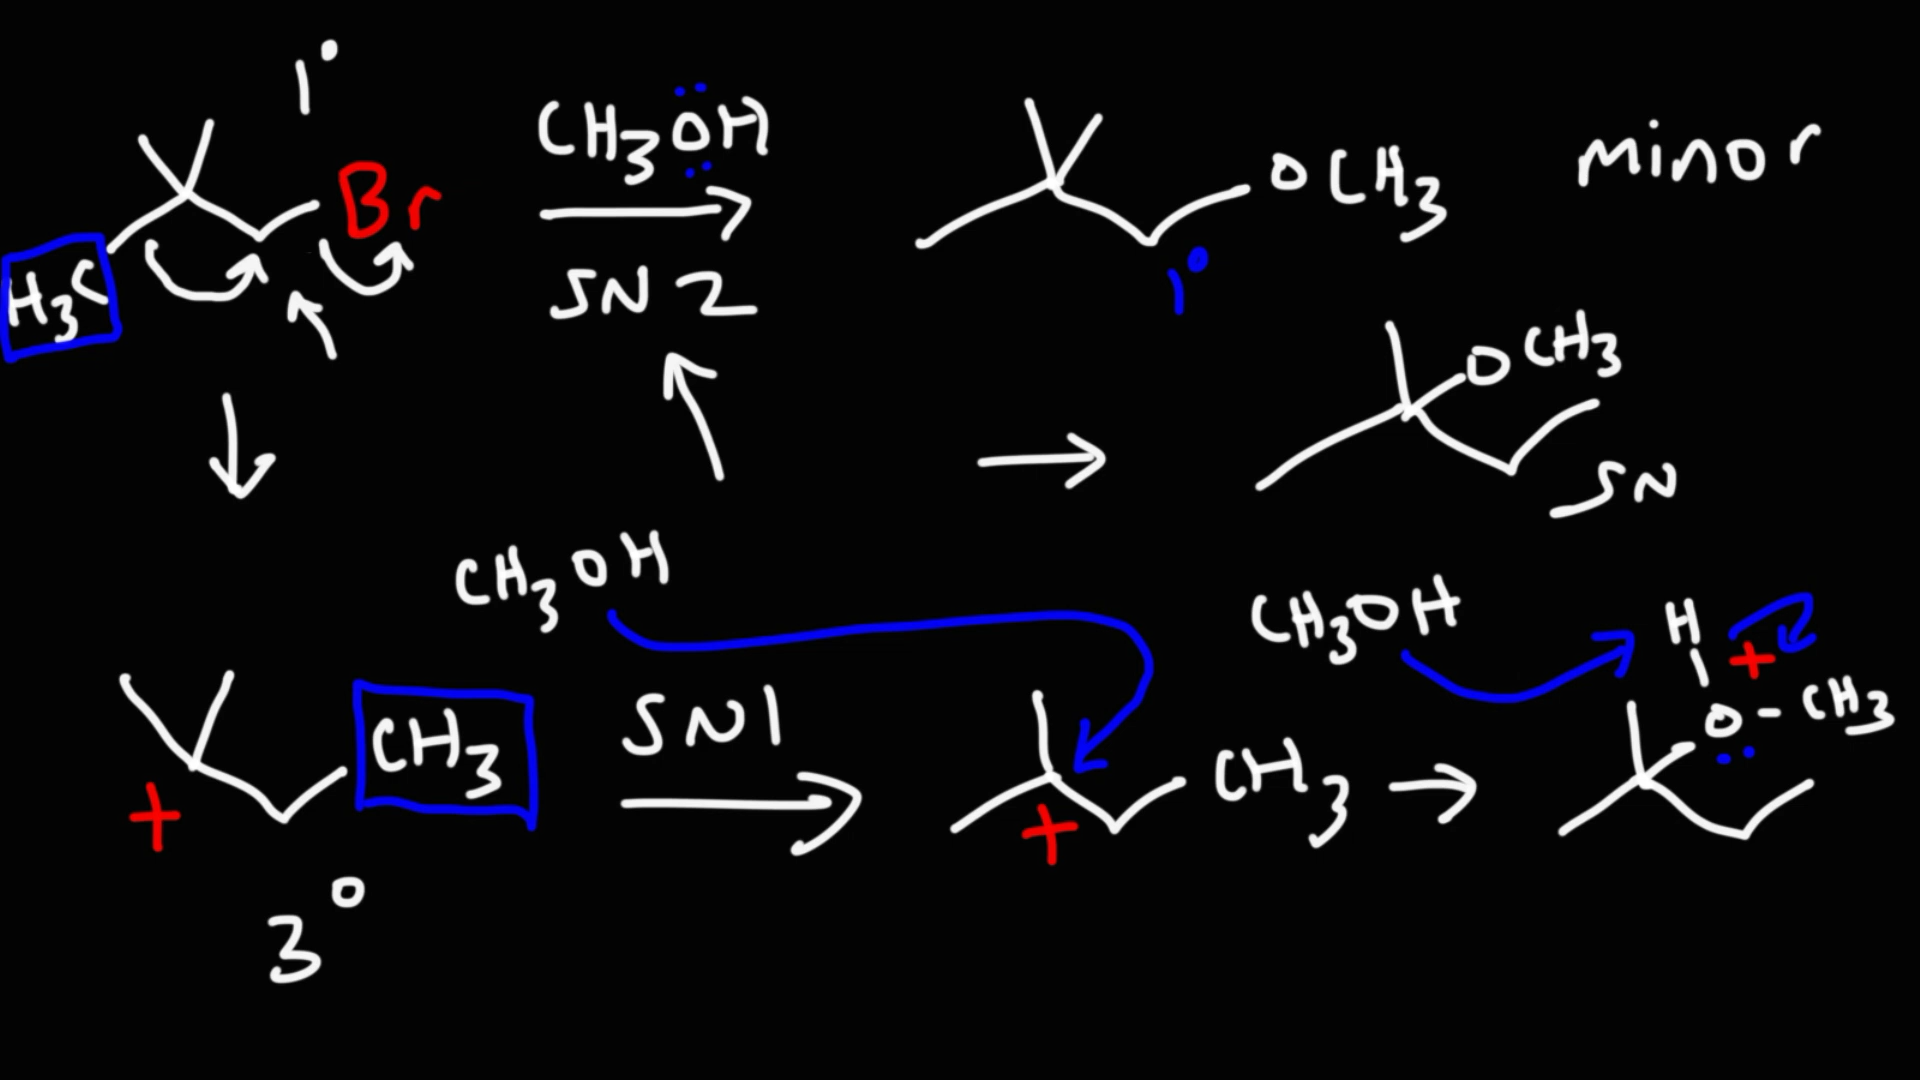 1°
Br
H3C
CH3OH
SN2
OCH3
minor
1°
OCH3
SN
CH3OH
CH3OH
H
+
O-CH3
CH3
+
SN1
CH3
+
3°